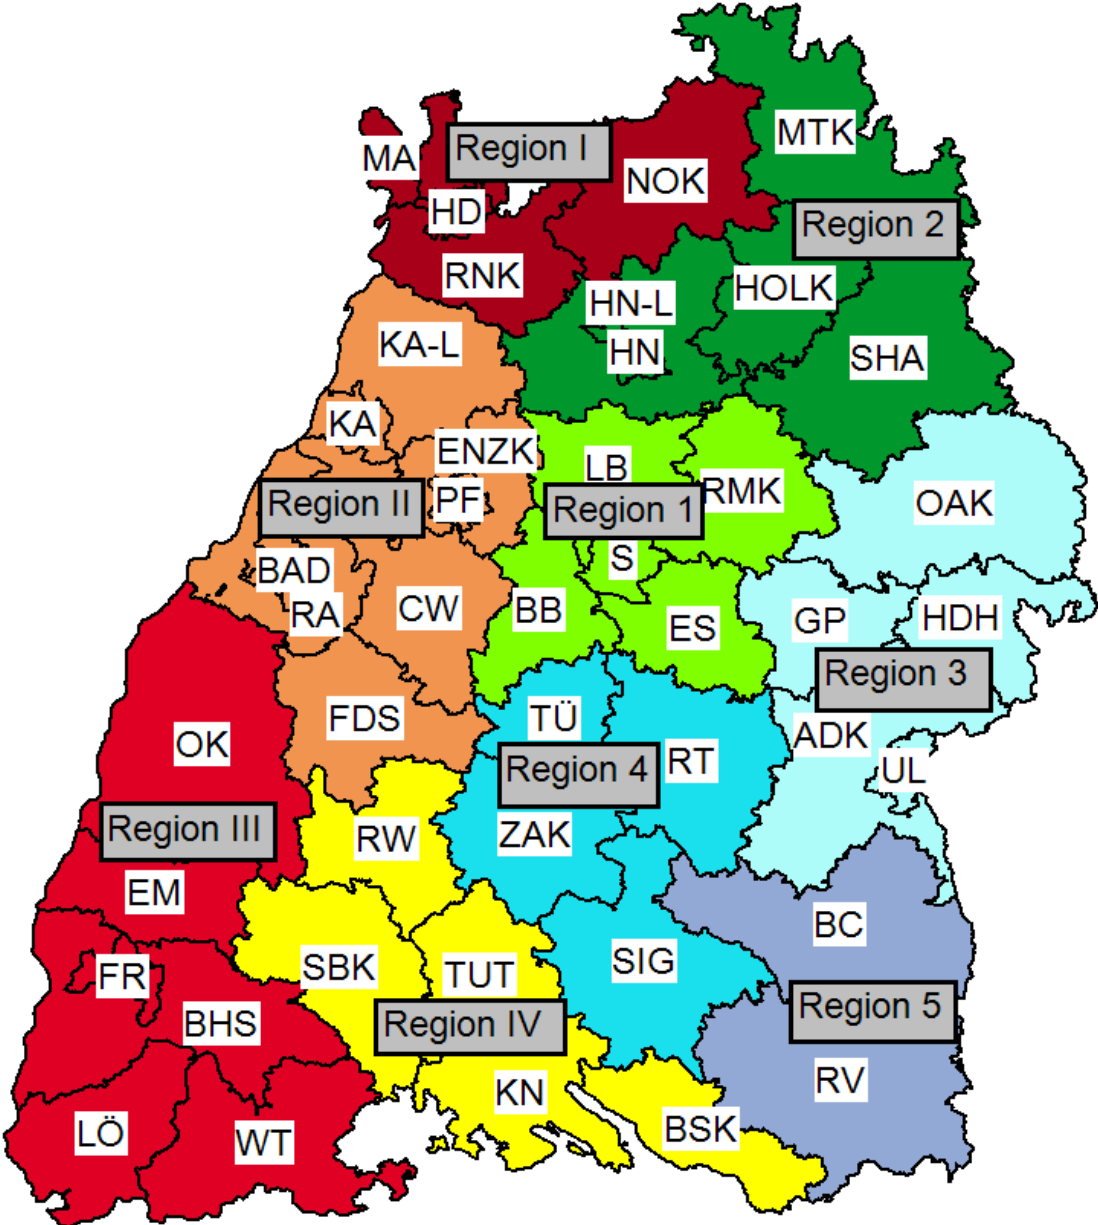 MTK
Region I
MA
NOK
HD
Region 2
RNK
HOLK
HN-L
KA-L
HN
SHA
KA
ENZK
LB
RMK
PF
Region II
OAK
Region 1
S
BAD
CW
BB
RA
GP
HDH
ES
Region 3
FDS
TÜ
OK
ADK
RT
UL
Region 4
Region III
RW
ZAK
EM
BC
SBK
SIG
FR
TUT
Region 5
BHS
Region IV
RV
KN
BSK
LÖ
WT